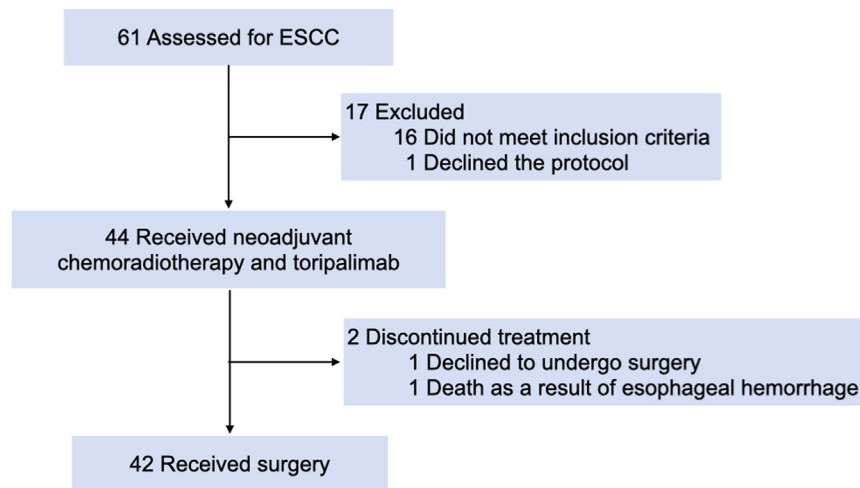 61 Assessed for ESCC
17 Excluded
16 Did not meet inclusion criteria
1 Declined the protocol
44 Received neoadjuvant
chemoradiotherapy and toripalimab
2 Discontinued treatment
1 Declined to undergo surgery
1 Death as a result of esophageal hemorrhage
42 Received surgery